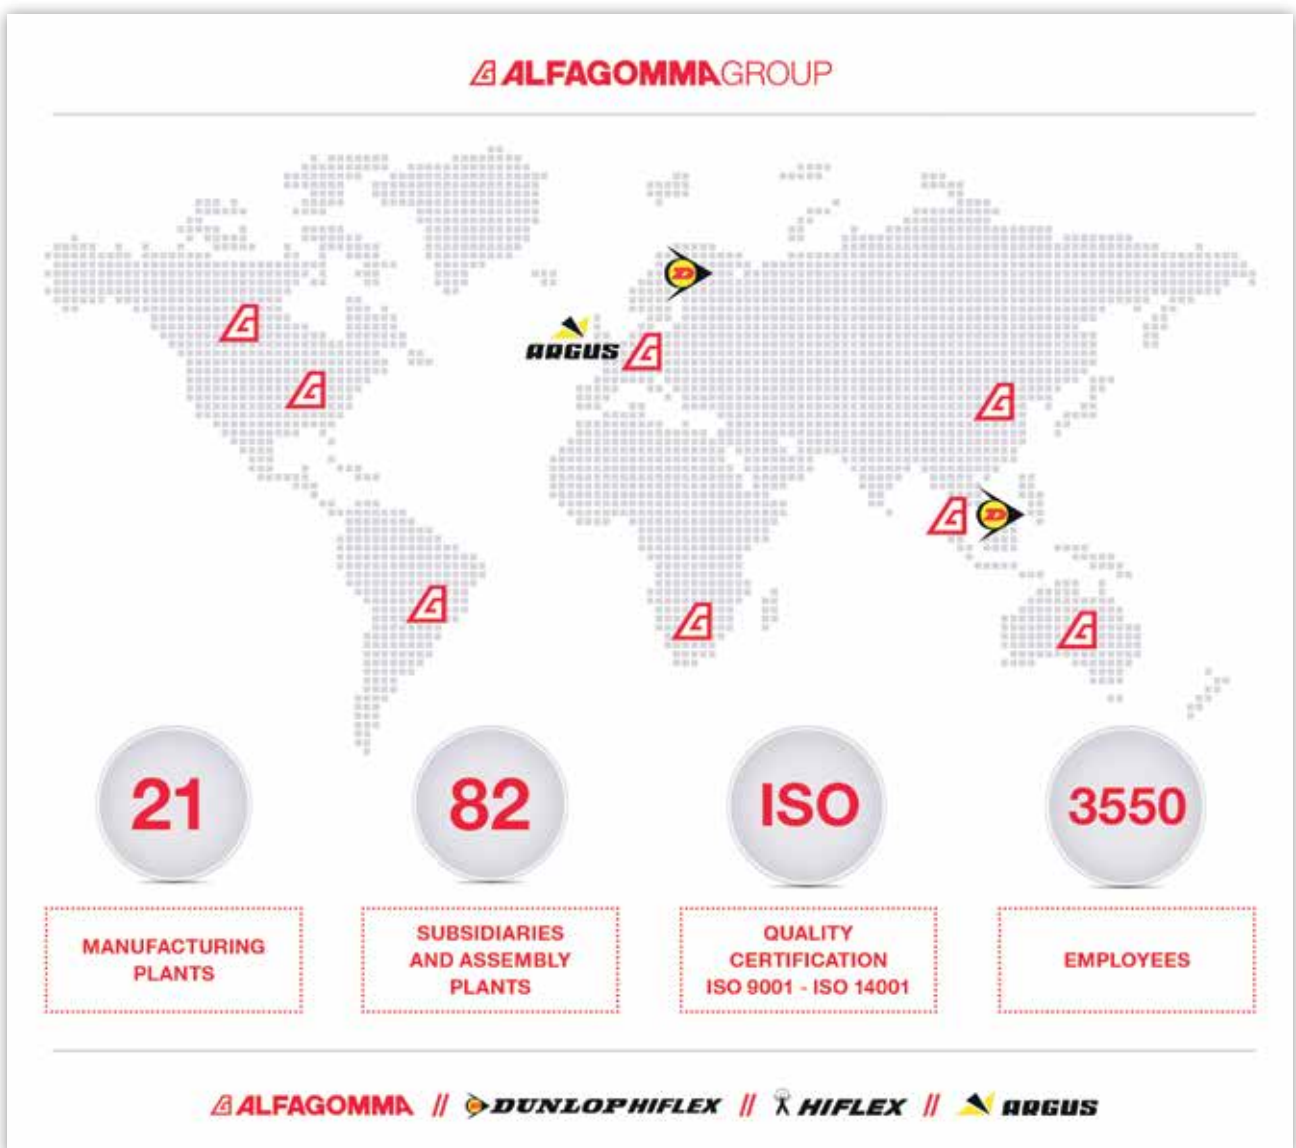 ALFAGOMMAGROUP
ARGUS
21
82
ISO
3550
MANUFACTURING
PLANTS
SUBSIDIARIES
AND ASSEMBLY
PLANTS
QUALITY
CERTIFICATION
ISO 9001 - ISO 14001
EMPLOYEES
ALFAGOMMA // DUNLOPHIFLEX // HIFLEX // ARGUS